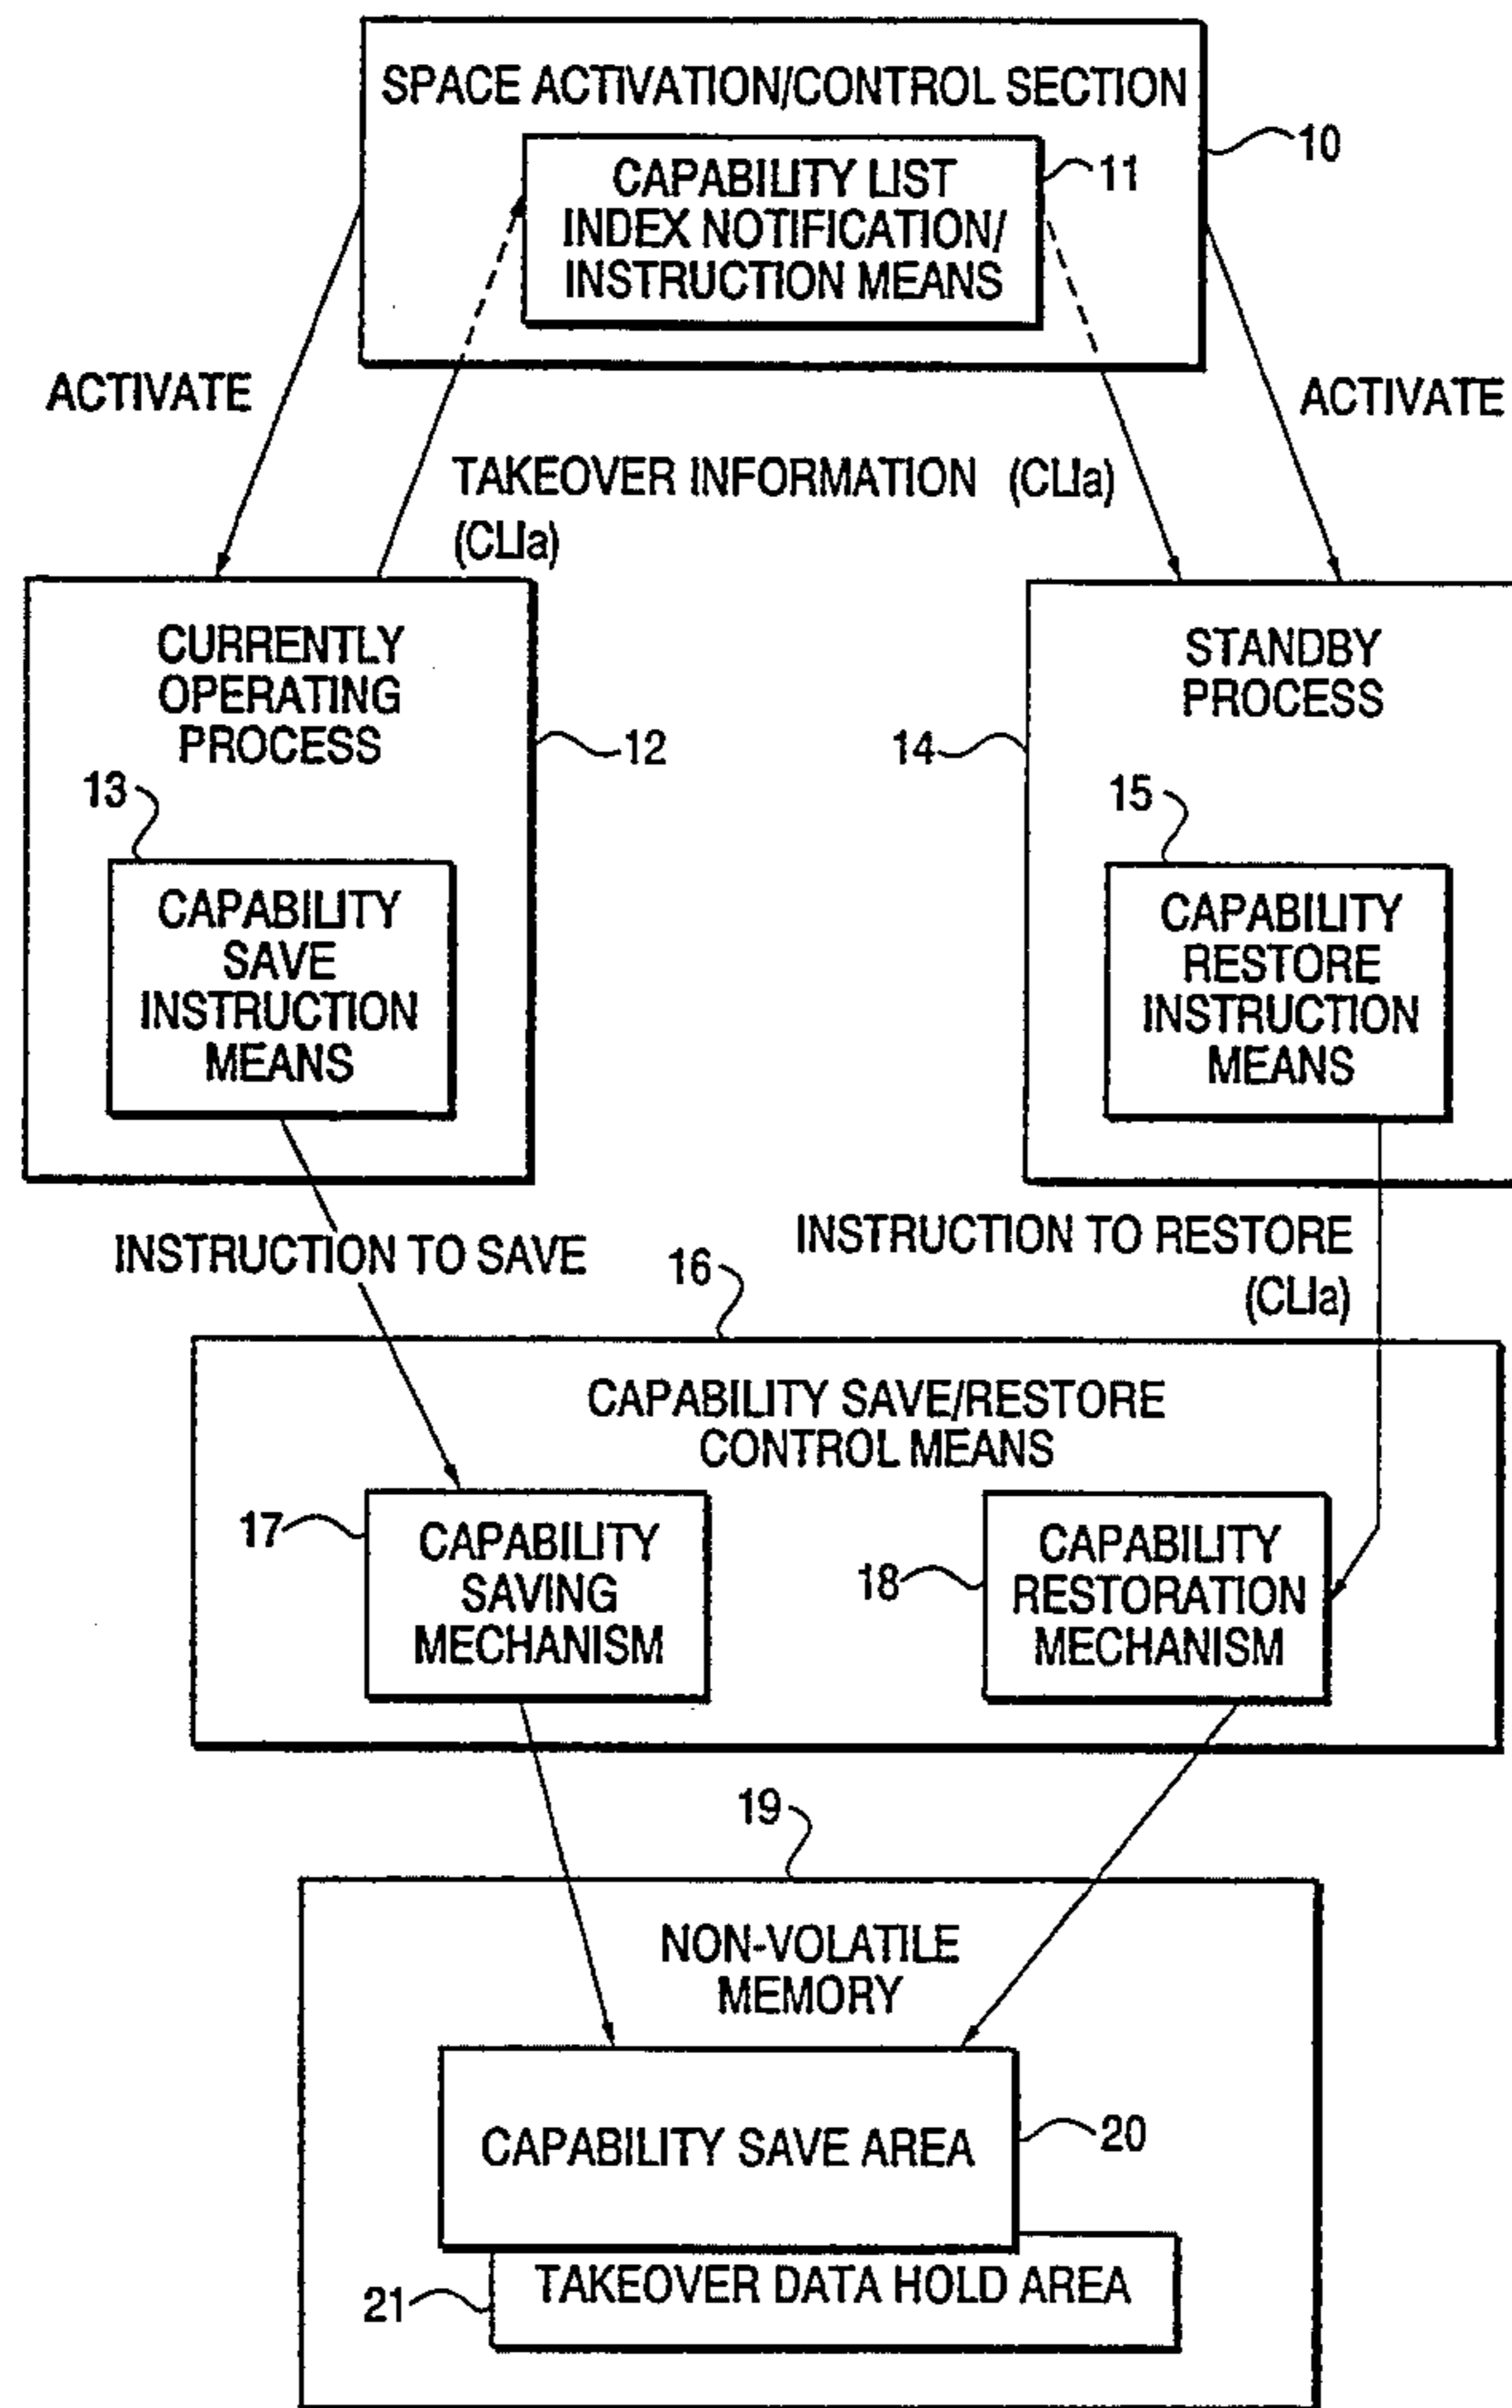 SPACE ACTIVATION/CONTROL SECTION
10
CAPABILITY LIST
INDEX NOTIFICATION/
INSTRUCTION MEANS
11
ACTIVATE
ACTIVATE
TAKEOVER INFORMATION (CLIa)
(CLIa)
CURRENTLY
OPERATING
PROCESS
12
13
CAPABILITY
SAVE
INSTRUCTION
MEANS
STANDBY
PROCESS
14
15
CAPABILITY
RESTORE
INSTRUCTION
MEANS
INSTRUCTION TO SAVE
INSTRUCTION TO RESTORE
(CLIa)
16
CAPABILITY SAVE/RESTORE
CONTROL MEANS
17
CAPABILITY
SAVING
MECHANISM
18
CAPABILITY
RESTORATION
MECHANISM
19
NON-VOLATILE
MEMORY
CAPABILITY SAVE AREA
20
21
TAKEOVER DATA HOLD AREA